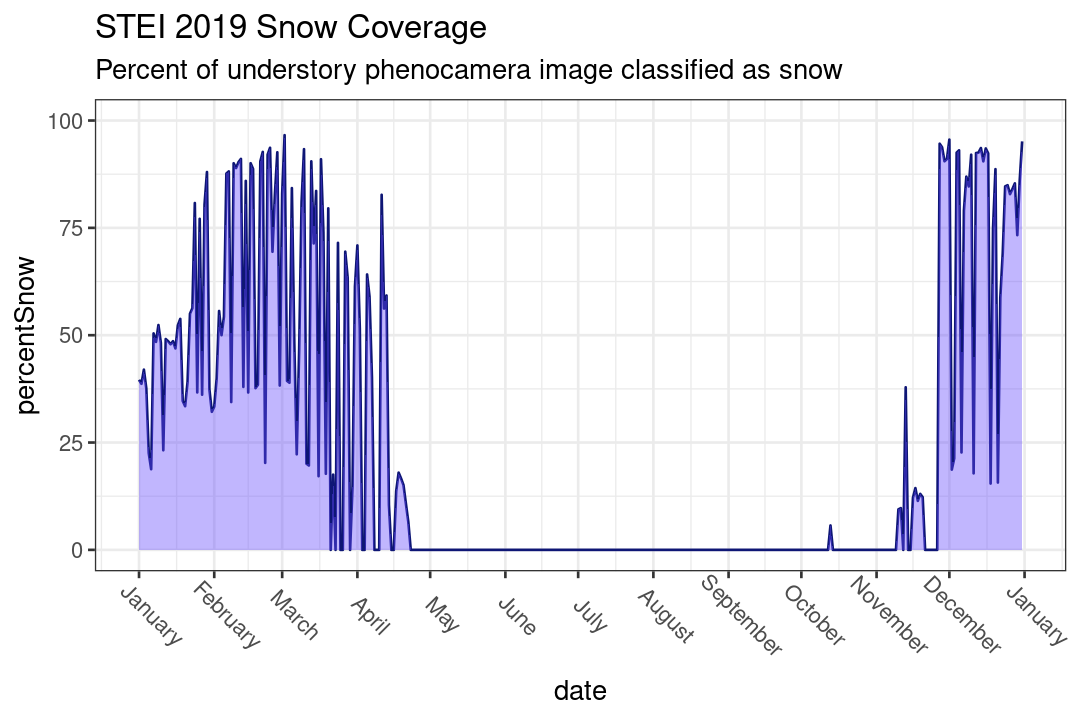 STEI 2019 Snow Coverage
Percent of understory phenocamera image classified as snow
percentSnow
100
75
50
25
0
January February March April May June July August September October November December January
date